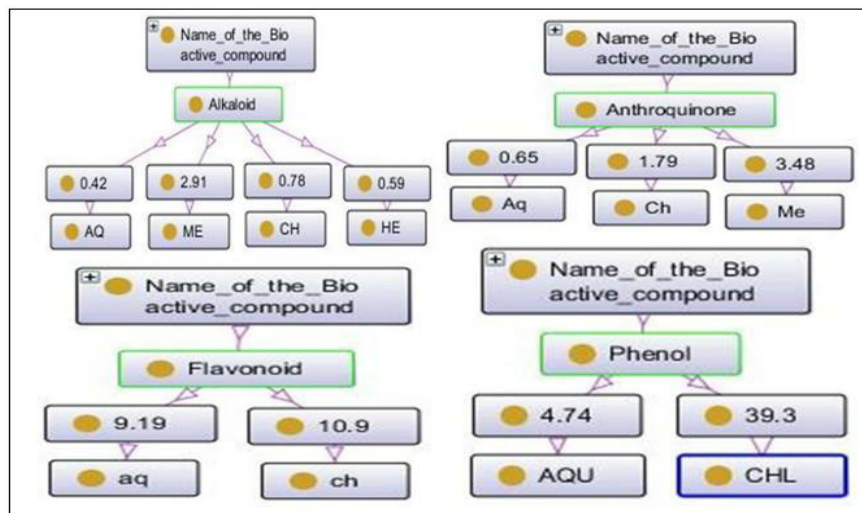 Name_of_the_Bio
active_compound
Alkaloid
0.42
2.91
0.78
0.59
AQ
ME
CH
HE
Name_of_the_Bio
active_compound
Anthroquinone
0.65
1.79
3.48
Aq
Ch
Me
Name_of_the_Bio
active_compound
Flavonoid
9.19
10.9
aq
ch
Name_of_the_Bio
active_compound
Phenol
4.74
39.3
AQU
CHL